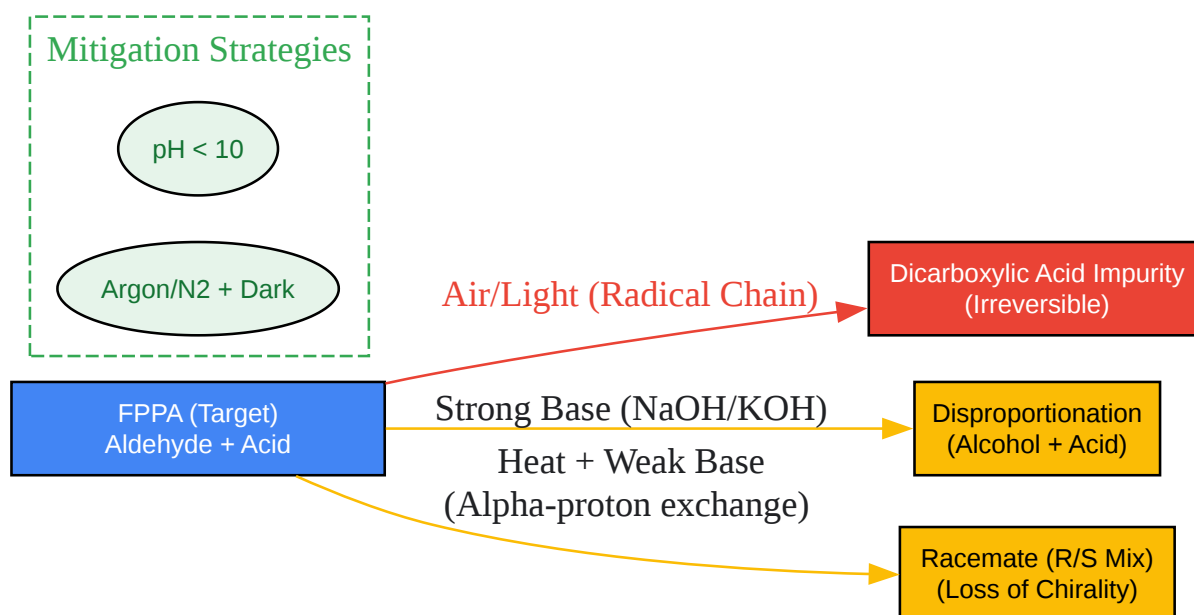 Mitigation Strategies
pH < 10
Argon/N2 + Dark
Air/Light (Radical Chain)
Dicarboxylic Acid Impurity
(Irreversible)
FPPA (Target)
Aldehyde + Acid
Strong Base (NaOH/KOH)
Disproportionation
(Alcohol + Acid)
Heat + Weak Base
(Alpha-proton exchange)
Racemate (R/S Mix)
(Loss of Chirality)